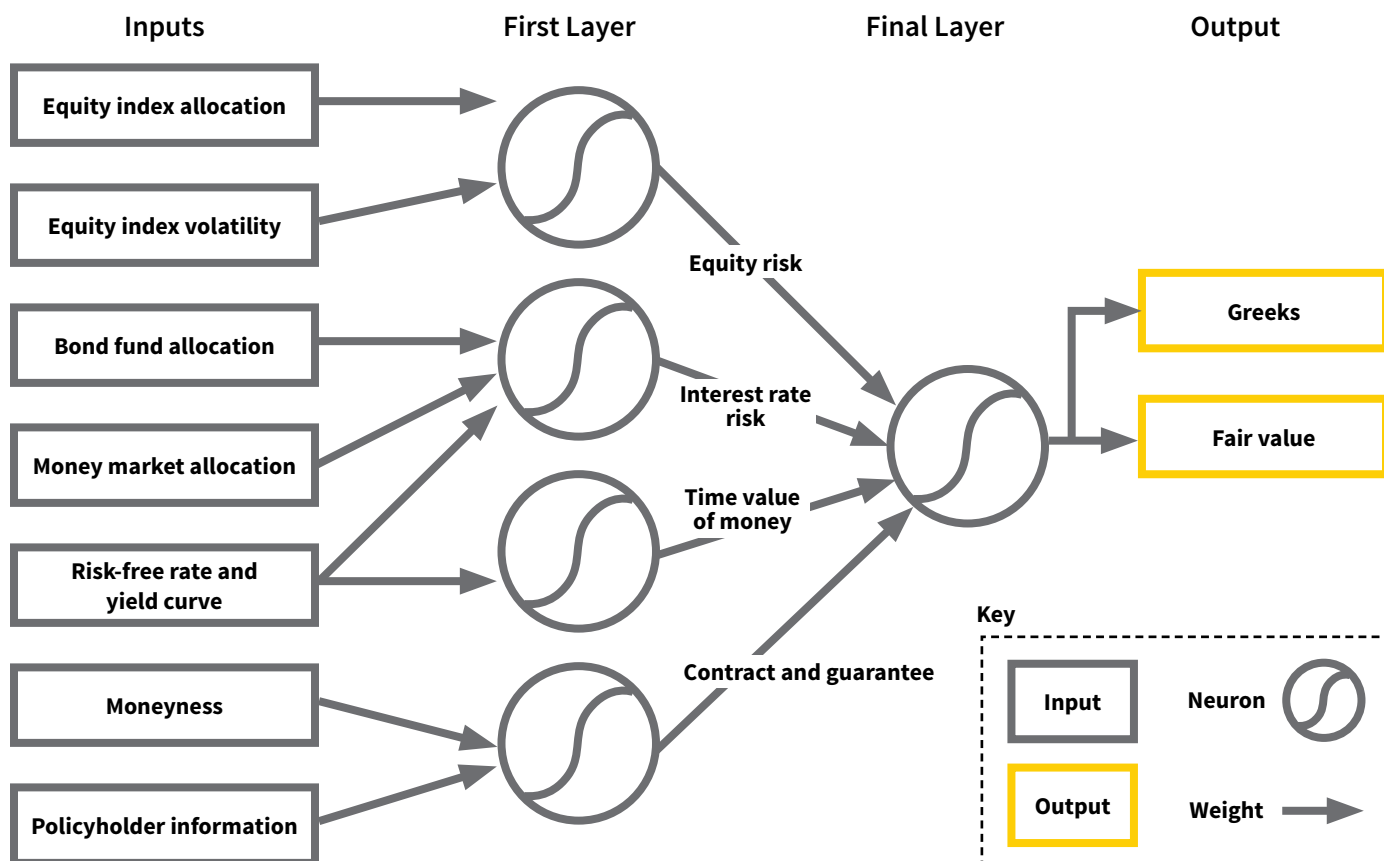 Inputs
First Layer
Final Layer
Output
Equity index allocation
Equity index volatility
Bond fund allocation
Money market allocation
Risk-free rate and
yield curve
Moneyness
Policyholder information
Equity risk
Interest rate
risk
Time value
of money
Contract and guarantee
Greeks
Fair value
Key
Input
Neuron
Output
Weight